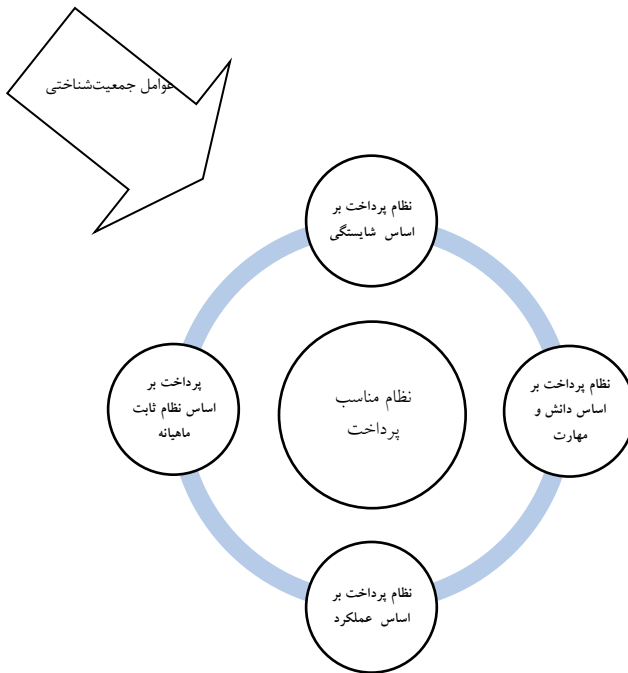 عوامل جمعیت‌شناختی
نظام پرداخت بر
اساس شایستگی
نظام پرداخت بر
اساس دانش و
مهارت
نظام مناسب
پرداخت
پرداخت بر
اساس نظام ثابت
ماهیانه
نظام پرداخت بر
اساس عملکرد